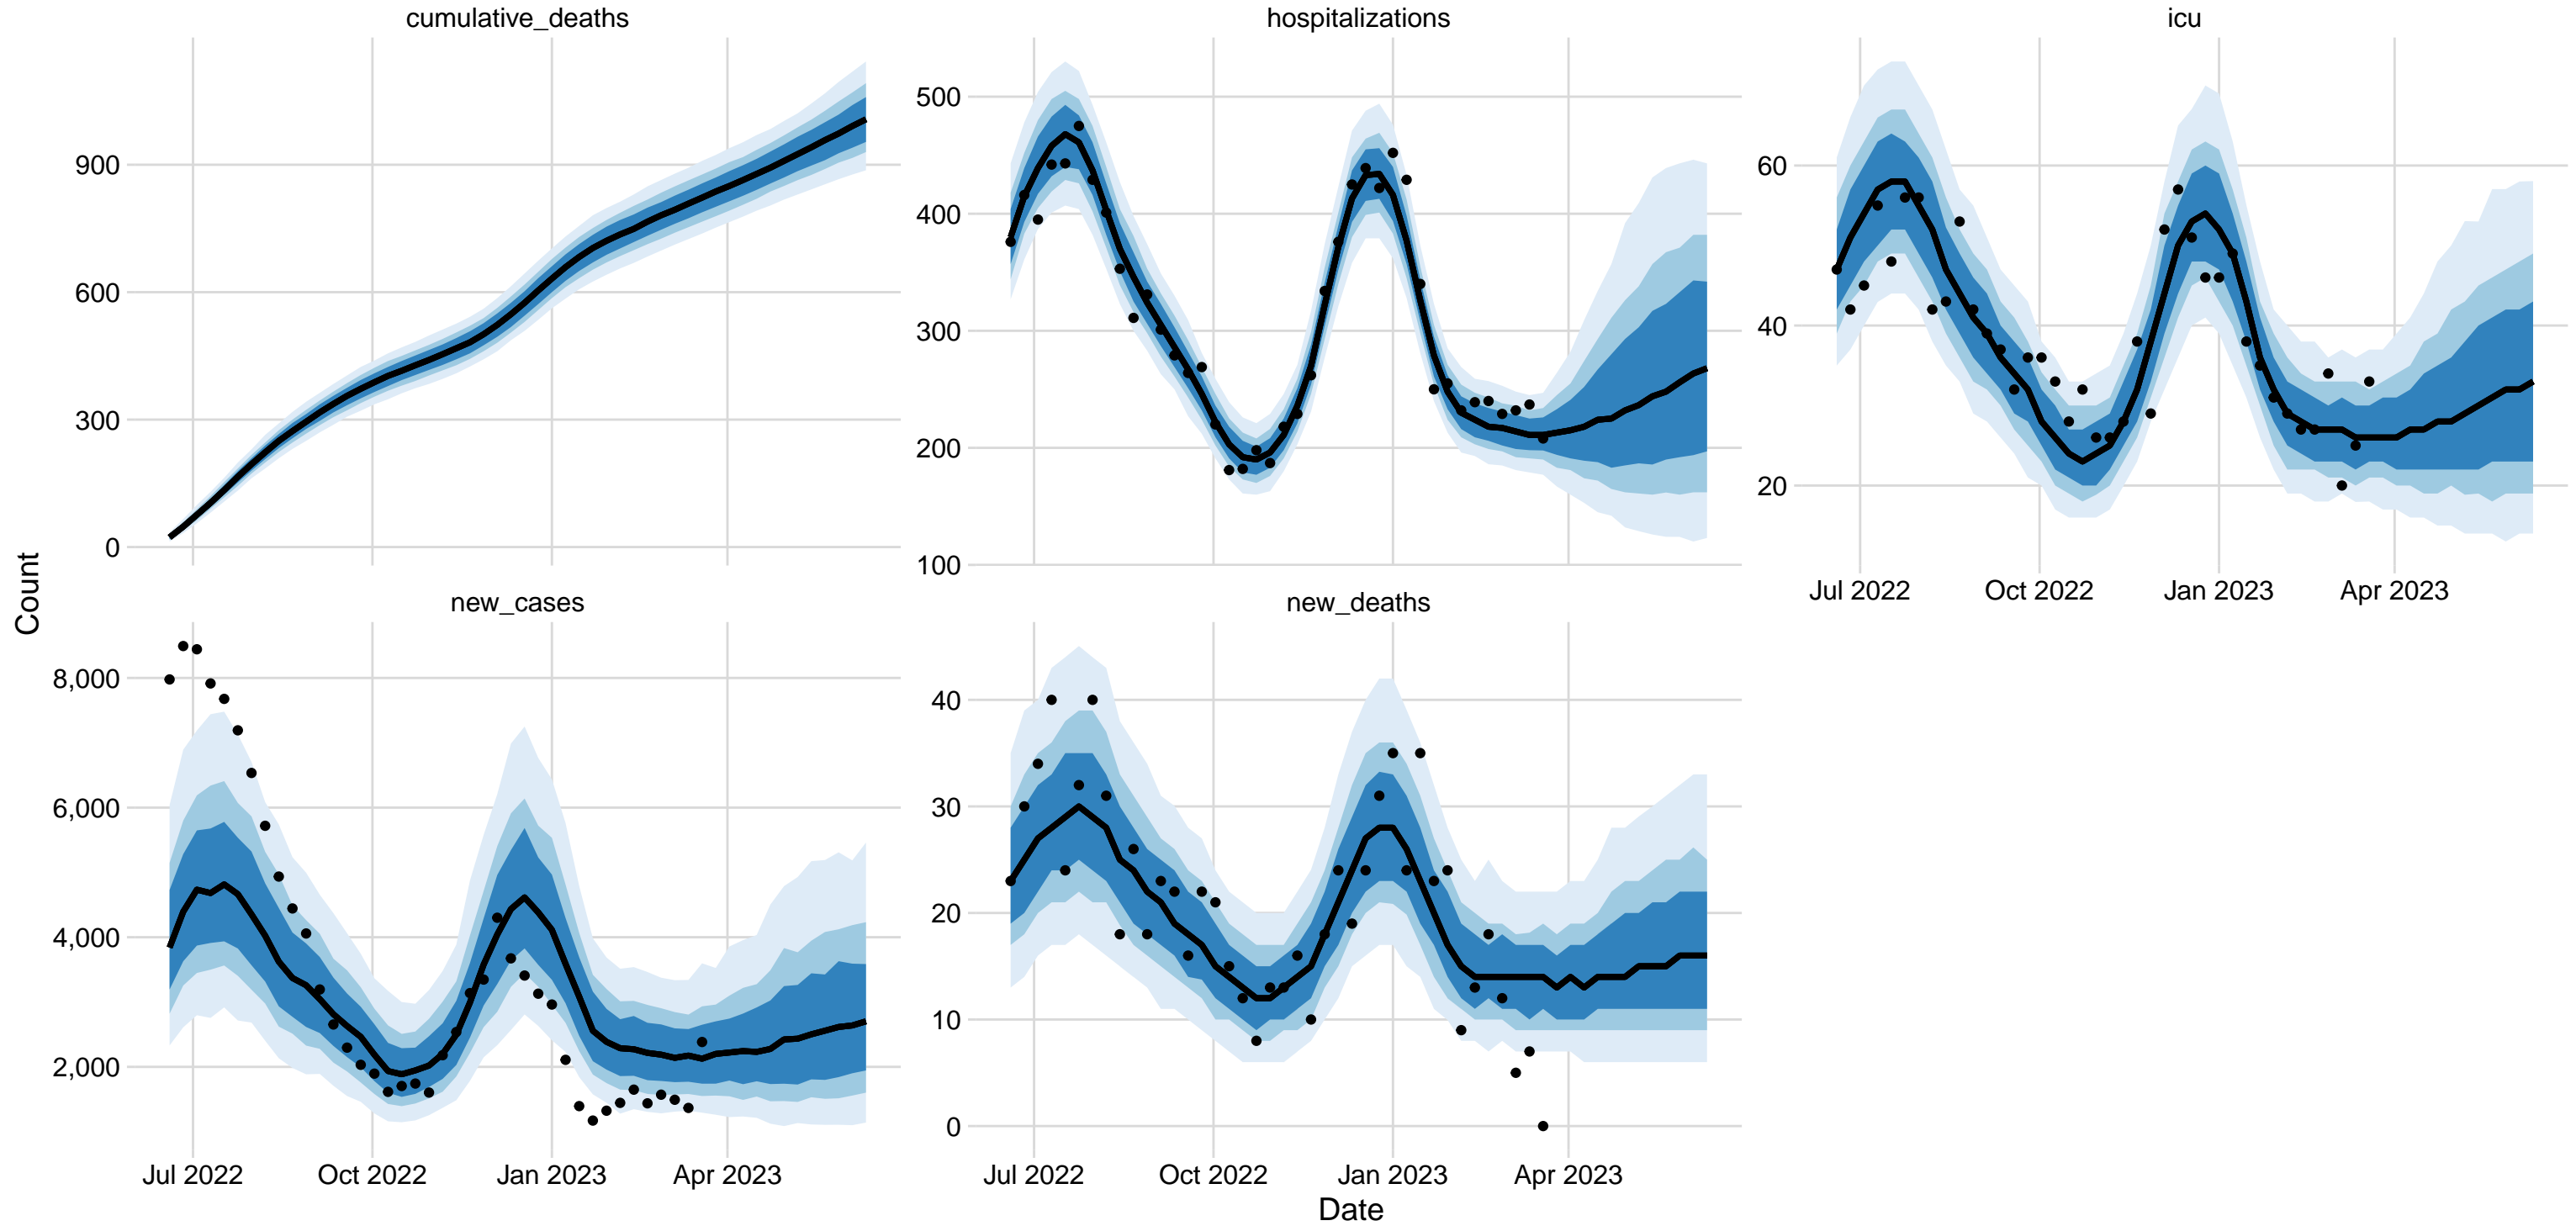 cumulative_deaths
hospitalizations
icu
900
600
300
0
500
400
300
200
100
60
40
20
Jul 2022
Oct 2022
Jan 2023
Apr 2023
Count
new_cases
new_deaths
8,000
6,000
4,000
2,000
40
30
20
10
0
Jul 2022
Oct 2022
Jan 2023
Apr 2023
Jul 2022
Oct 2022
Jan 2023
Apr 2023
Date